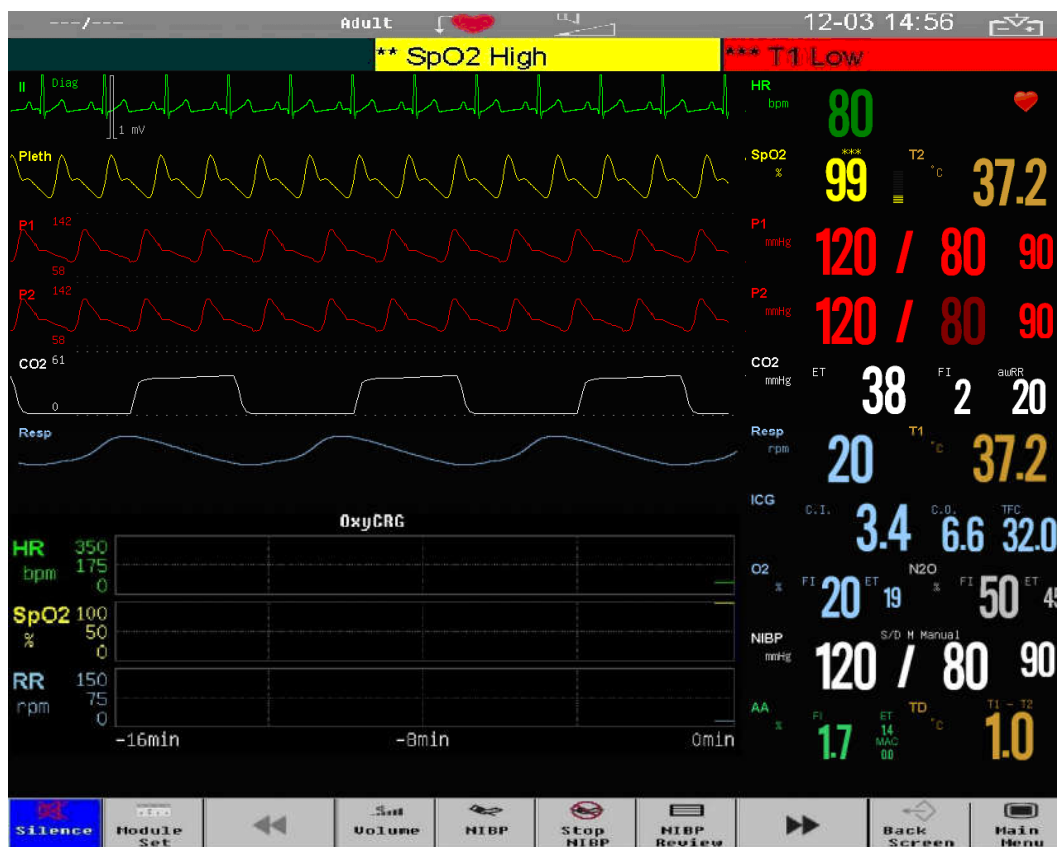 ---/---
Adult
12-03 14:56
** SpO2 High
*** T1 Low
II Diag
1 mV
HR
bpm
80
Pleth
SpO2
%
***
99
T2
°C
37.2
P1 142
58
P1
mmHg
120 / 80 90
P2 142
58
P2
mmHg
120 / 80 90
CO2 61
0
CO2
mmHg
ET
38
FI
2
awRR
20
Resp
Resp
rpm
20
T1
°C
37.2
ICG
C.I.
3.4
C.O.
6.6
TFC
32.0
OxyCRG
HR 350
bpm 175
0
SpO2 100
% 50
0
RR 150
rpm 75
0
-16min -8min 0min
O2
%
FI
20
ET
19
N2O
%
FI
50
ET
45
NIBP
mmHg
S/D M Manual
120 / 80 90
AA
%
FI
1.7
ET
14
MAC
00
TD
°C
T1 - T2
1.0
Silence
Module
Set
Volume
NIBP
Stop
NIBP
NIBP
Review
Back
Screen
Main
Menu